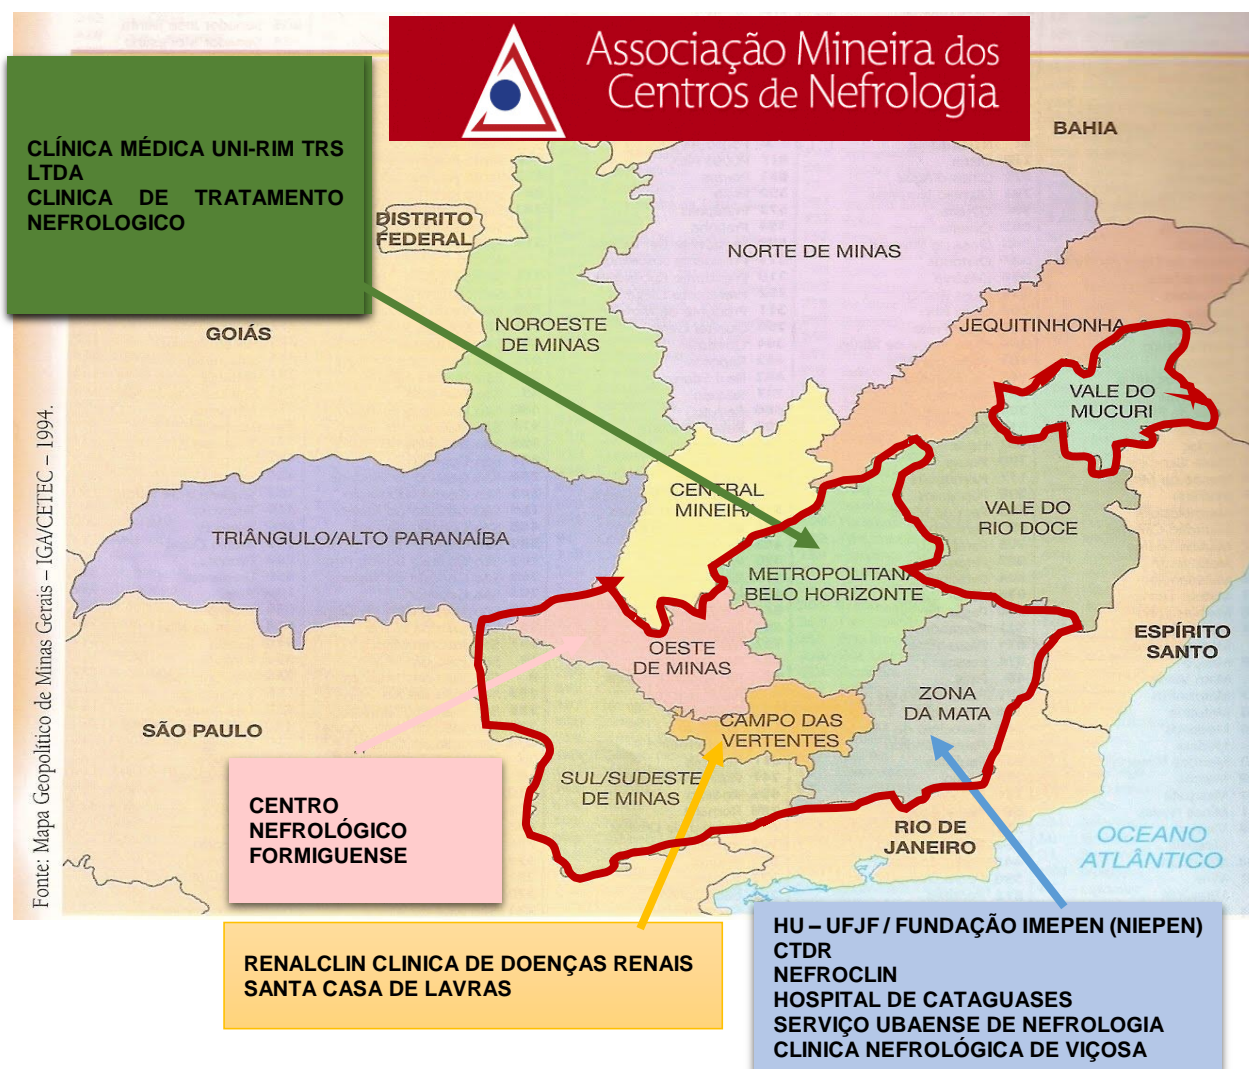 Associação Mineira dos
Centros de Nefrologia
CLÍNICA MÉDICA UNI-RIM TRS
LTDA
CLINICA DE TRATAMENTO
NEFROLOGICO
BAHIA
DISTRITO
FEDERAL
NORTE DE MINAS
GOIÁS
NOROESTE
DE MINAS
JEQUITINHONHA
VALE DO
MUCURI
CENTRAL
MINEIRA
VALE DO
RIO DOCE
TRIÂNGULO/ALTO PARANAÍBA
METROPOLITANA
BELO HORIZONTE
ESPÍRITO
SANTO
OESTE
DE MINAS
ZONA
DA MATA
SÃO PAULO
CAMPO DAS
VERTENTES
SUL/SUDESTE
DE MINAS
RIO DE
JANEIRO
OCEANO
ATLÂNTICO
Fonte: Mapa Geopolítico de Minas Gerais – IGA/CETEC – 1994.
CENTRO
NEFROLÓGICO
FORMIGUENSE
RENALCLIN CLINICA DE DOENÇAS RENAIS
SANTA CASA DE LAVRAS
HU – UFJF / FUNDAÇÃO IMEPEN (NIEPEN)
CTDR
NEFROCLIN
HOSPITAL DE CATAGUASES
SERVIÇO UBAENSE DE NEFROLOGIA
CLINICA NEFROLÓGICA DE VIÇOSA